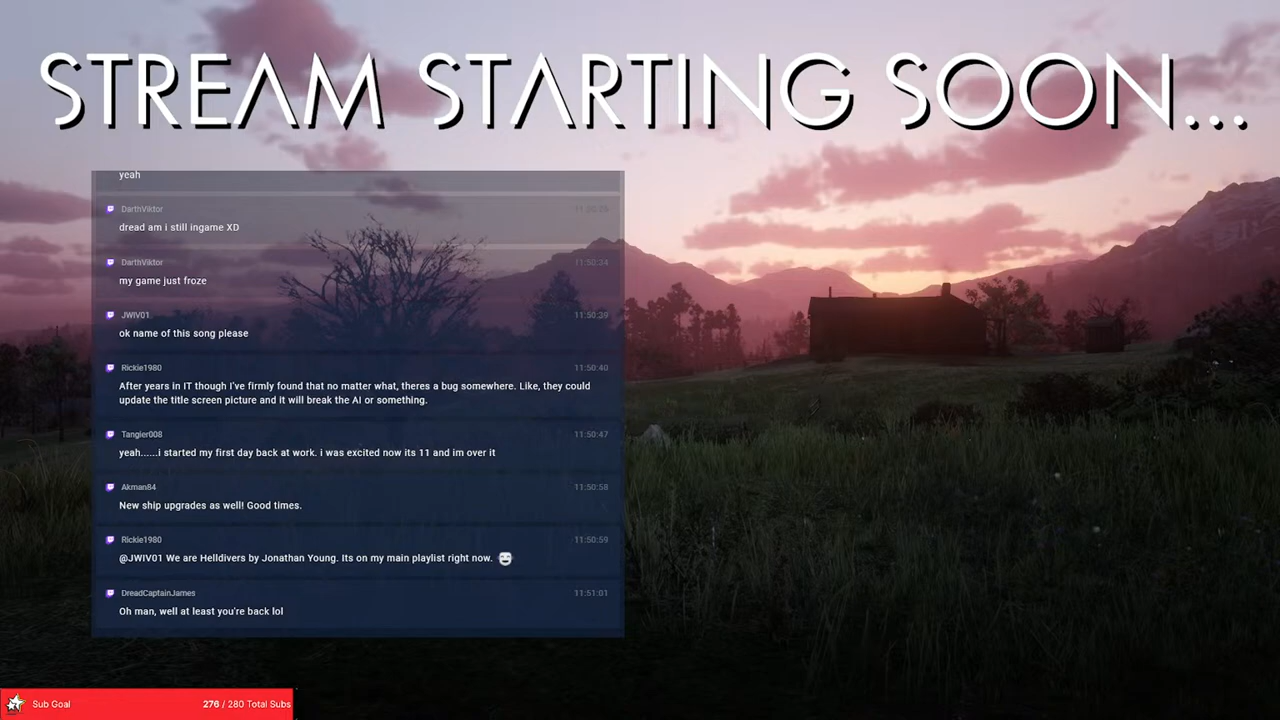 STREAM STARTING SOON...
yeah
DarthViktor
dread am i still ingame XD
DarthViktor 11:50:34
my game just froze
JWIV01 11:50:39
ok name of this song please
Rickie1980 11:50:40
After years in IT though I've firmly found that no matter what, theres a bug somewhere. Like, they could
update the title screen picture and it will break the AI or something.
Tangier008 11:50:47
yeah......i started my first day back at work. i was excited now its 11 and im over it
Akman84 11:50:58
New ship upgrades as well! Good times.
Rickie1980 11:50:59
@JWIV01 We are Helldivers by Jonathan Young. Its on my main playlist right now.
DreadCaptainJames 11:51:01
Oh man, well at least you're back lol
Sub Goal 276 / 280 Total Subs